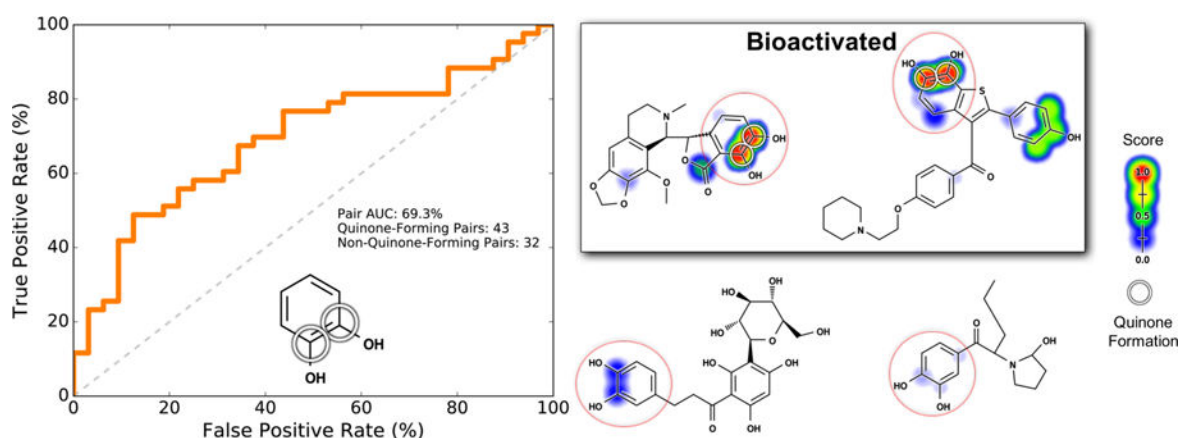 True Positive Rate (%)
100
80
60
40
20
0
0
20
40
60
80
100
False Positive Rate (%)
Pair AUC: 69.3%
Quinone-Forming Pairs: 43
Non-Quinone-Forming Pairs: 32
OH
OH
Bioactivated
N
O
O
O
O
O
OH
OH
HO
OH
S
OH
O
O
N
OH
HO
OH
HO
O
OH
HO
OH
HO
HO
O
OH
O
OH
N
HO
OH
Score
1.0
0.5
0.0
Quinone
Formation